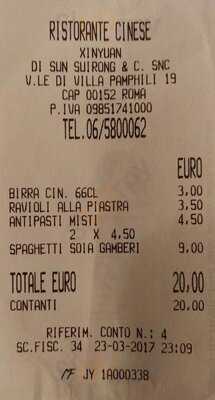 RISTORANTE CINESE
XINYUAN
DI SUN SUIRONG & C. SNC
V.LE DI VILLA PAMPHILI 19
CAP 00152 ROMA
P.IVA 09851741000
TEL.06/5800062
EURO
BIRRA CIN. 66CL 3,00
RAVIOLI ALLA PIASTRA 3,50
ANTIPASTI MISTI 4,50
2 X 4,50
SPAGHETTI SOIA GAMBERI 9,00
TOTALE EURO 20,00
CONTANTI 20,00
RIFERIM. CONTO N.: 4
SC.FISC. 34 23-03-2017 23:09
MF JY 1A000338